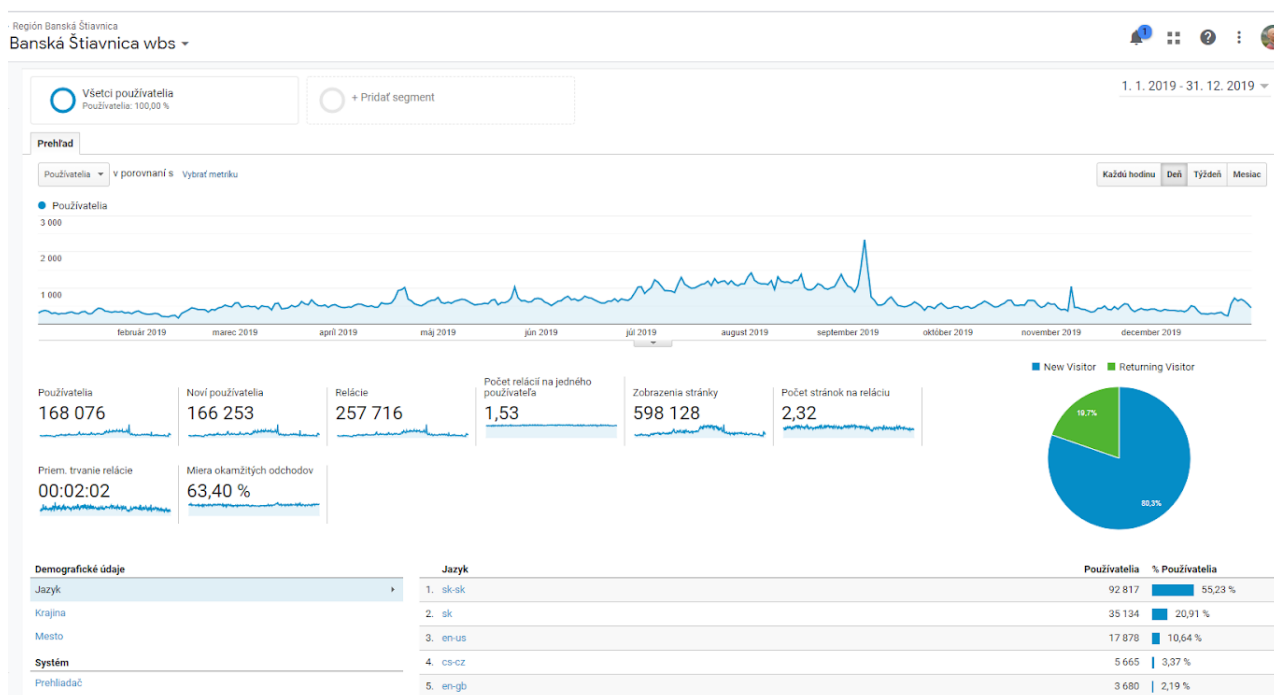 Región Banská Štiavnica
Banská Štiavnica wbs
1
Všetci používatelia
Používatelia: 100,00 %
+ Pridať segment
1. 1. 2019 - 31. 12. 2019
Prehľad
Používatelia
v porovnaní s
Vybrať metriku
Každú hodinu
Deň
Týždeň
Mesiac
Používatelia
3 000
2 000
1 000
február 2019
marec 2019
apríl 2019
máj 2019
jún 2019
júl 2019
august 2019
september 2019
október 2019
november 2019
december 2019
New Visitor
Returning Visitor
Používatelia
168 076
Noví používatelia
166 253
Relácie
257 716
Počet relácií na jedného
používateľa
1,53
Zobrazenia stránky
598 128
Počet stránok na reláciu
2,32
19,7%
80,3%
Priem. trvanie relácie
00:02:02
Miera okamžitých odchodov
63,40 %
Demografické údaje
Jazyk
Krajina
Mesto
Systém
Prehliadač
Jazyk Používatelia % Používatelia
1. sk-sk 92 817 55,23 %
2. sk 35 134 20,91 %
3. en-us 17 878 10,64 %
4. cs-cz 5 665 3,37 %
5. en-gb 3 680 2,19 %